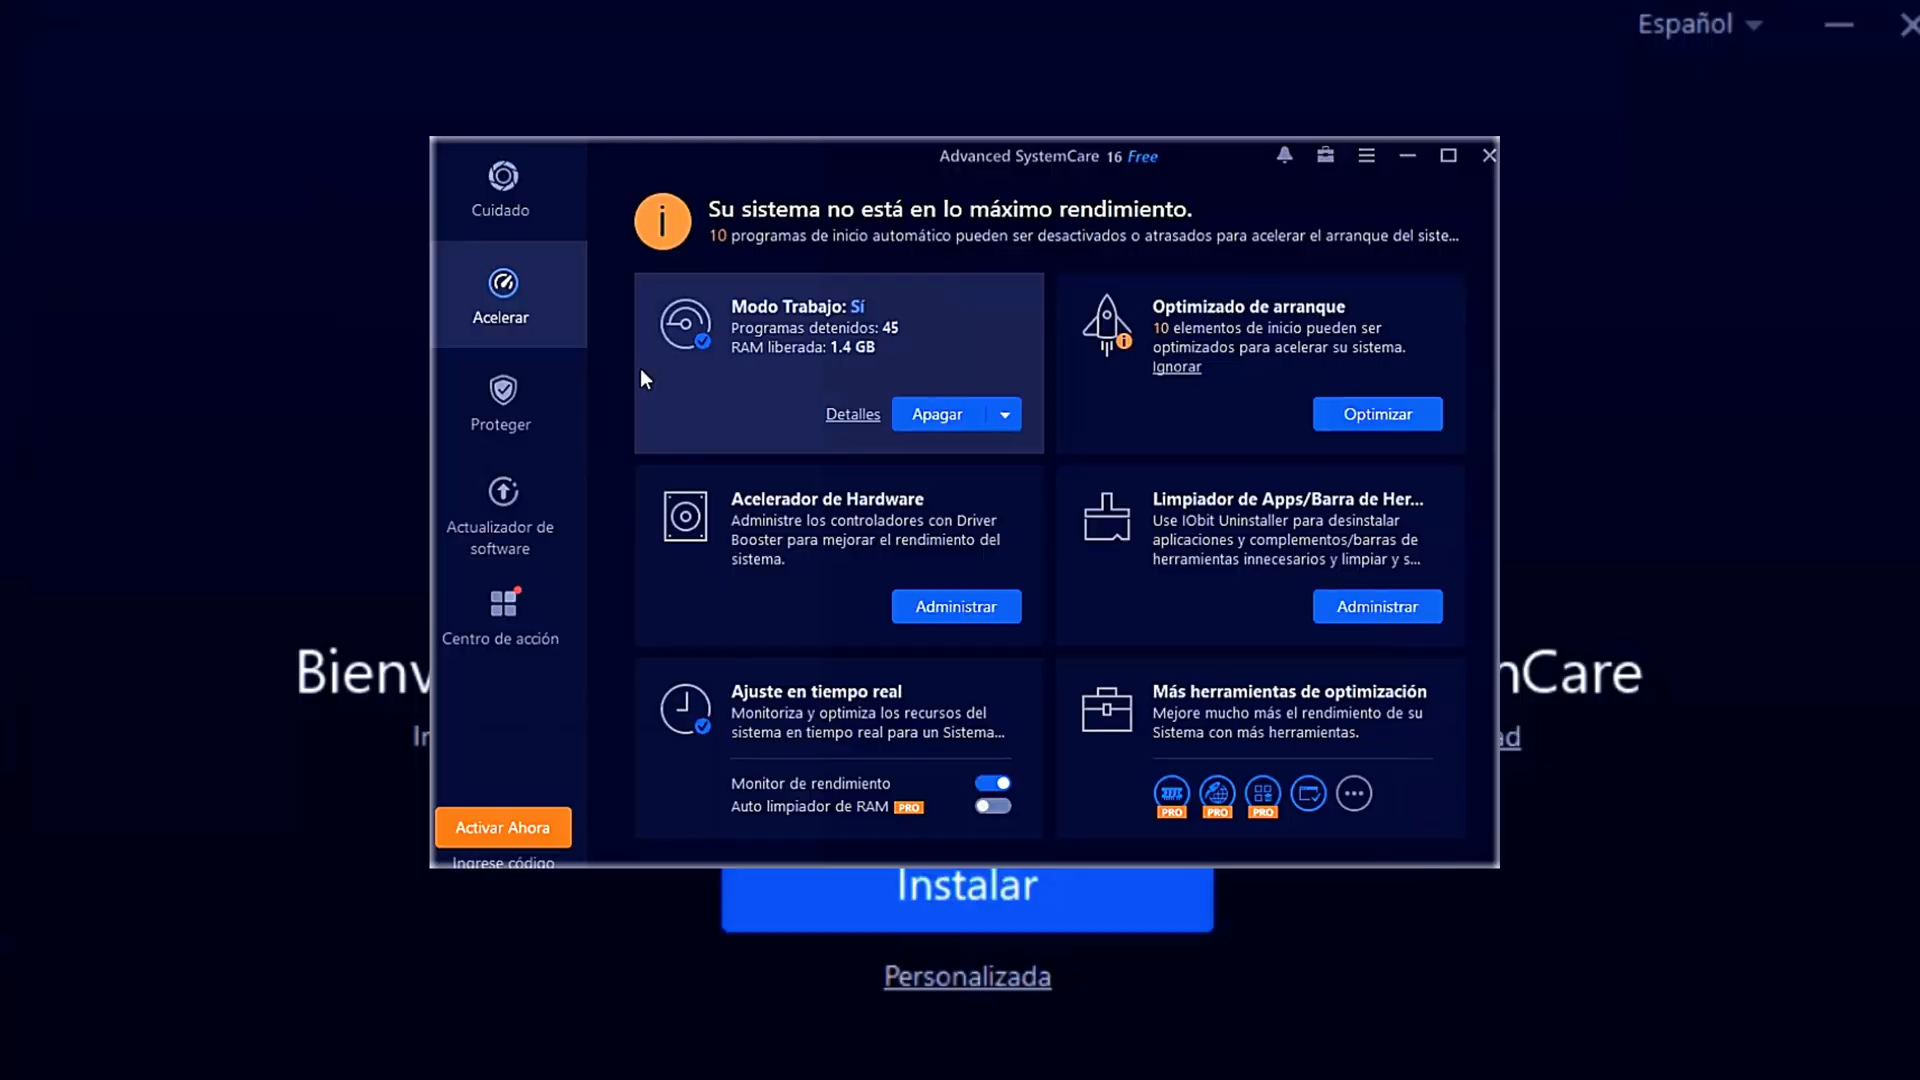 Español
Advanced SystemCare 16 Free
Cuidado
Acelerar
Proteger
Actualizador de
software
Centro de acción
Activar Ahora
Ingrese código
Su sistema no está en lo máximo rendimiento.
10 programas de inicio automático pueden ser desactivados o atrasados para acelerar el arranque del siste...
Modo Trabajo: Sí
Programas detenidos: 45
RAM liberada: 1.4 GB
Detalles
Apagar
Optimizado de arranque
10 elementos de inicio pueden ser
optimizados para acelerar su sistema.
Ignorar
Optimizar
Acelerador de Hardware
Administre los controladores con Driver
Booster para mejorar el rendimiento del
sistema.
Administrar
Limpiador de Apps/Barra de Her...
Use IObit Uninstaller para desinstalar
aplicaciones y complementos/barras de
herramientas innecesarios y limpiar y s...
Administrar
Ajuste en tiempo real
Monitoriza y optimiza los recursos del
sistema en tiempo real para un Sistema...
Monitor de rendimiento
Auto limpiador de RAM PRO
Más herramientas de optimización
Mejore mucho más el rendimiento de su
Sistema con más herramientas.
PRO PRO PRO
Bienv
mCare
Instalar
Personalizada